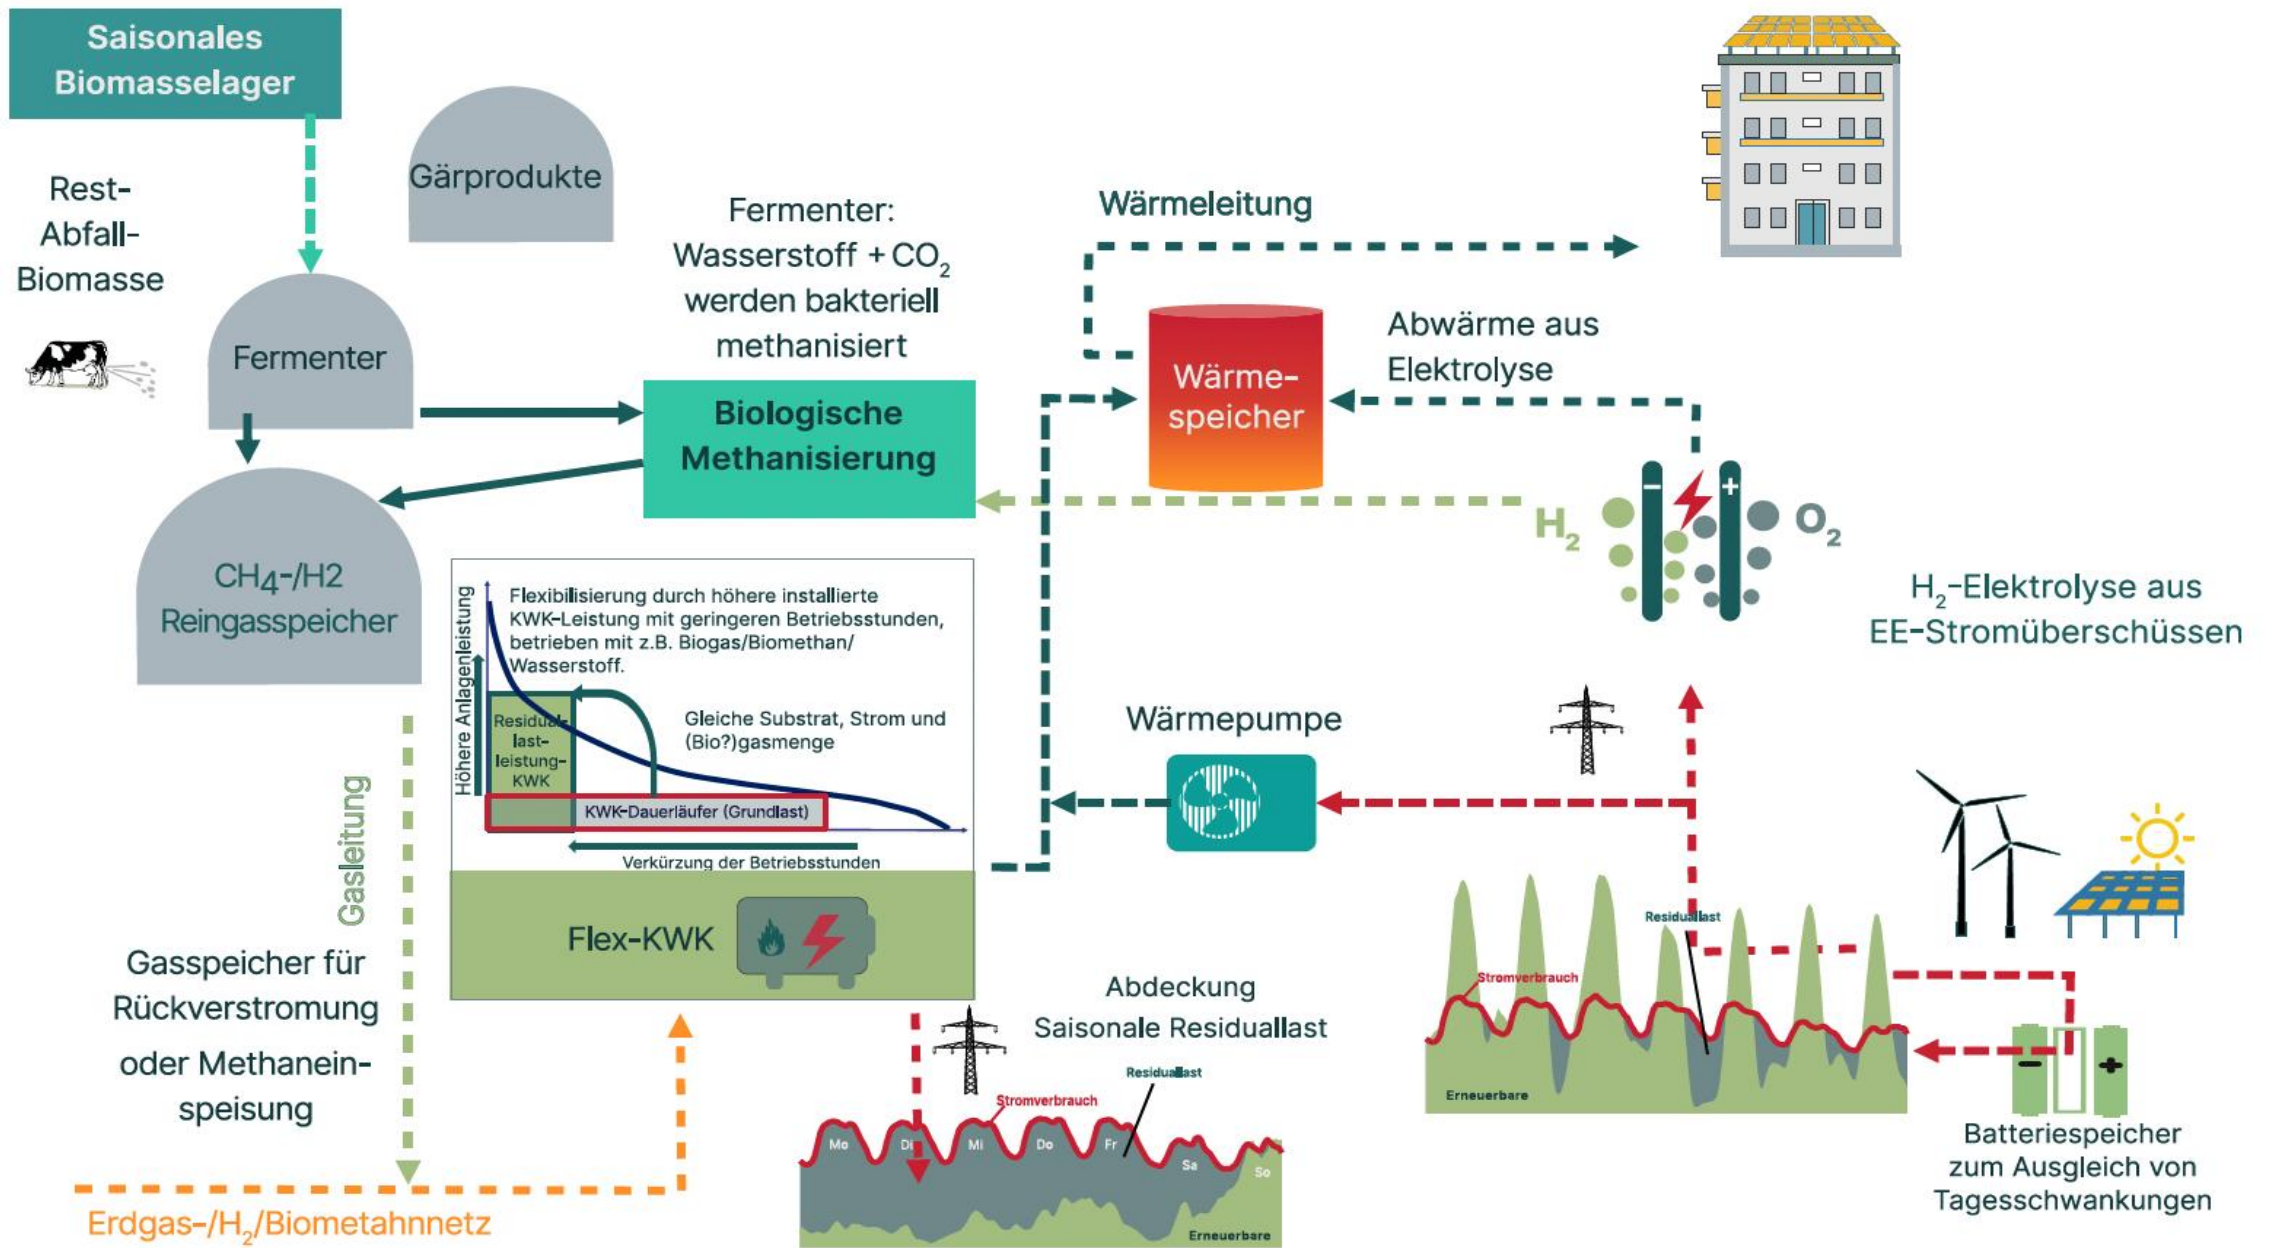 Saisonales
Biomasselager
Gärprodukte
Rest-
Abfall-
Biomasse
Fermenter
Fermenter:
Wasserstoff + CO₂
werden bakteriell
methanisiert
Biologische
Methanisierung
CH4-/H2
Reingasspeicher
Wärmeleitung
Wärme-
speicher
Abwärme aus
Elektrolyse
H₂
−
+
O₂
H₂-Elektrolyse aus
EE-Stromüberschüssen
Höhere Anlagenleistung
Flexibilisierung durch höhere installierte
KWK-Leistung mit geringeren Betriebsstunden,
betrieben mit z.B. Biogas/Biomethan/
Wasserstoff.
Gleiche Substrat, Strom und
(Bio?)gasmenge
Residual-
last-
leistung-
KWK
KWK-Dauerläufer (Grundlast)
Verkürzung der Betriebsstunden
Flex-KWK
Wärmepumpe
Gasleitung
Gasspeicher für
Rückverstromung
oder Methanein-
speisung
Erdgas-/H₂/Biometahnnetz
Abdeckung
Saisonale Residuallast
Residuallast
Stromverbrauch
Mo
Di
Mi
Do
Fr
Sa
So
Erneuerbare
Residuallast
Stromverbrauch
Erneuerbare
−
+
Batteriespeicher
zum Ausgleich von
Tagesschwankungen